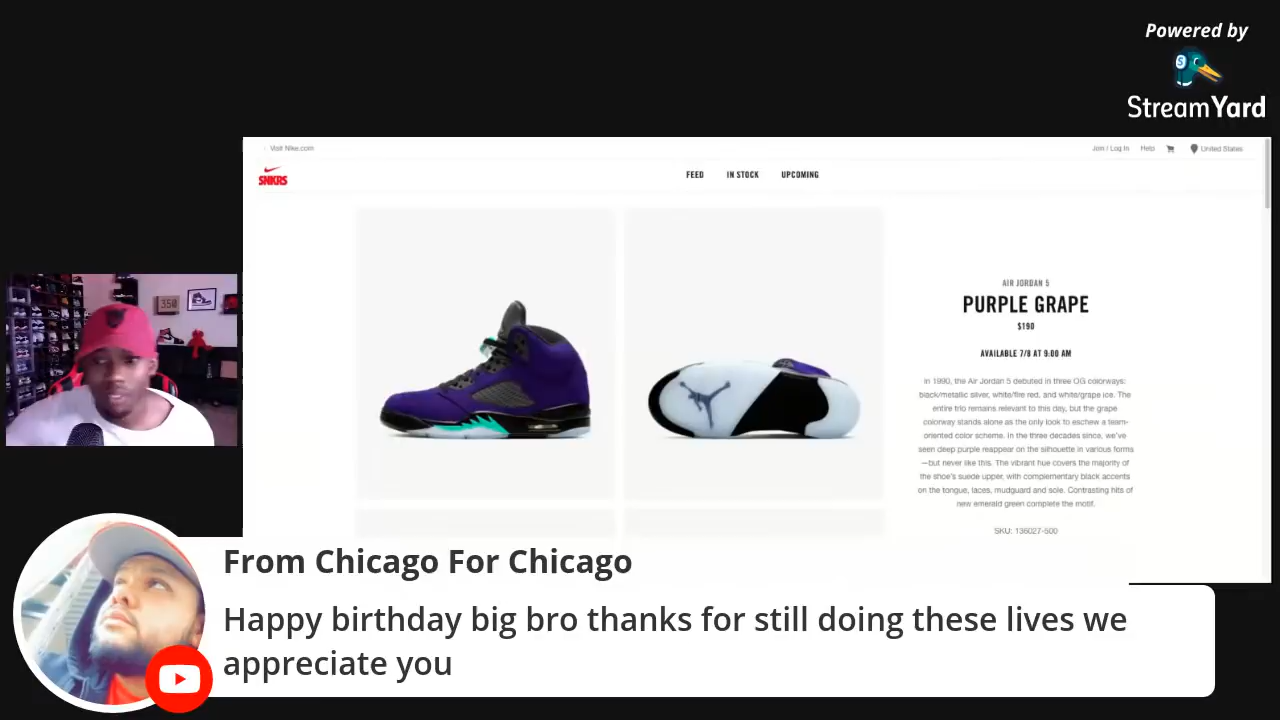 Powered by
StreamYard
Visit Nike.com
Join / Log In Help United States
SNKRS
FEED IN STOCK UPCOMING
350
AIR JORDAN 5
PURPLE GRAPE
$190
AVAILABLE 7/8 AT 9:00 AM
In 1990, the Air Jordan 5 debuted in three OG colorways:
black/metallic silver, white/fire red, and white/grape ice. The
entire trio remains relevant to this day, but the grape
colorway stands alone as the only look to eschew a team-
oriented color scheme. In the three decades since, we've
seen deep purple reappear on the silhouette in various forms
—but never like this. The vibrant hue covers the majority of
the shoe's suede upper, with complementary black accents
on the tongue, laces, mudguard and sole. Contrasting hits of
new emerald green complete the motif.
SKU: 136027-500
From Chicago For Chicago
Happy birthday big bro thanks for still doing these lives we
appreciate you